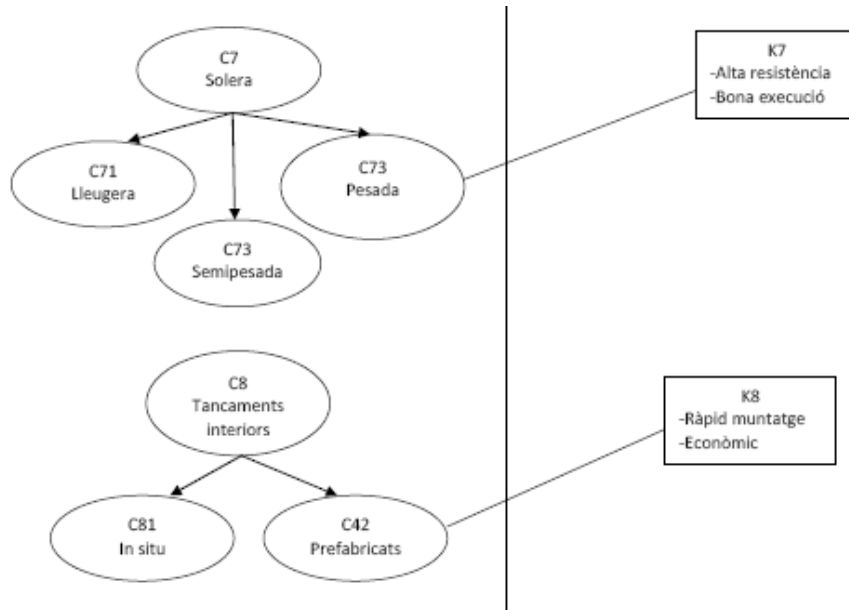 C7
Solera
K7
-Alta resistència
-Bona execució
C71
Lleugera
C73
Pesada
C73
Semipesada
C8
Tancaments
interiors
K8
-Ràpid muntatge
-Econòmic
C81
In situ
C42
Prefabricats